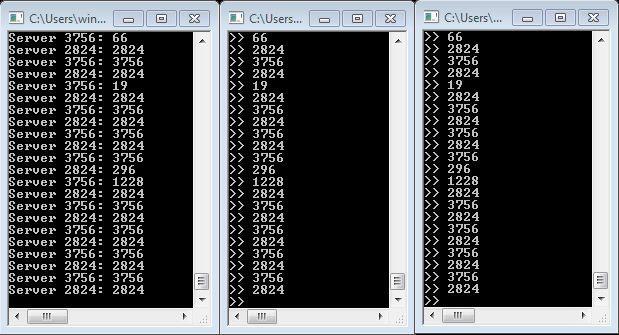 C:\Users\win...
Server 3756: 66
Server 2824: 2824
Server 3756: 3756
Server 2824: 2824
Server 3756: 19
Server 2824: 2824
Server 3756: 3756
Server 2824: 2824
Server 3756: 3756
Server 2824: 2824
Server 3756: 3756
Server 2824: 296
Server 3756: 1228
Server 2824: 2824
Server 3756: 3756
Server 2824: 2824
Server 3756: 3756
Server 2824: 2824
Server 3756: 3756
Server 2824: 2824
Server 3756: 3756
Server 2824: 2824
C:\Users...
>> 66
>> 2824
>> 3756
>> 2824
>> 19
>> 2824
>> 3756
>> 2824
>> 3756
>> 2824
>> 3756
>> 296
>> 1228
>> 2824
>> 3756
>> 2824
>> 3756
>> 2824
>> 3756
>> 2824
>> 3756
>> 2824
>>
C:\Users\...
>> 66
>> 2824
>> 3756
>> 2824
>> 19
>> 2824
>> 3756
>> 2824
>> 3756
>> 2824
>> 3756
>> 296
>> 1228
>> 2824
>> 3756
>> 2824
>> 3756
>> 2824
>> 3756
>> 2824
>> 3756
>> 2824
>>